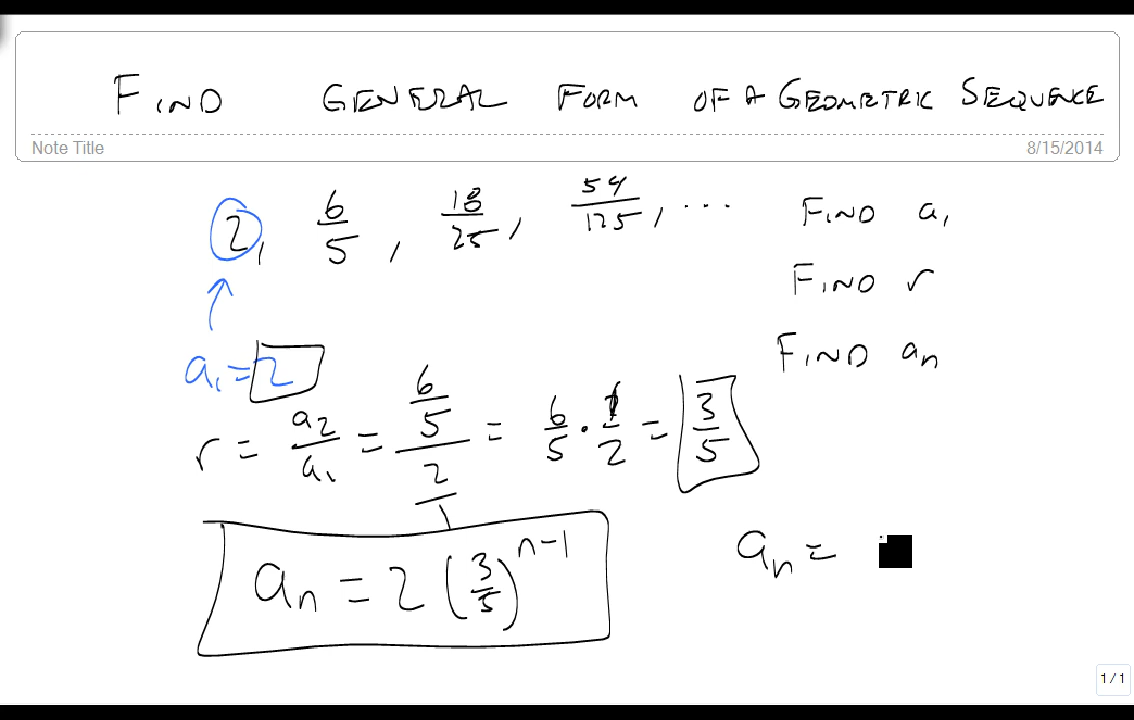 FIND GENERAL FORM OF A GEOMETRIC SEQUENCE
Note Title 8/15/2014
2, 6/5, 18/25, 54/125, ... FIND a₁
FIND r
a₁ = 2 FIND aₙ
r = a₂/a₁ = (6/5)/(2/1) = 6/5 · 1/2 = 3/5
aₙ = 2(3/5)ⁿ⁻¹ aₙ =
1/1